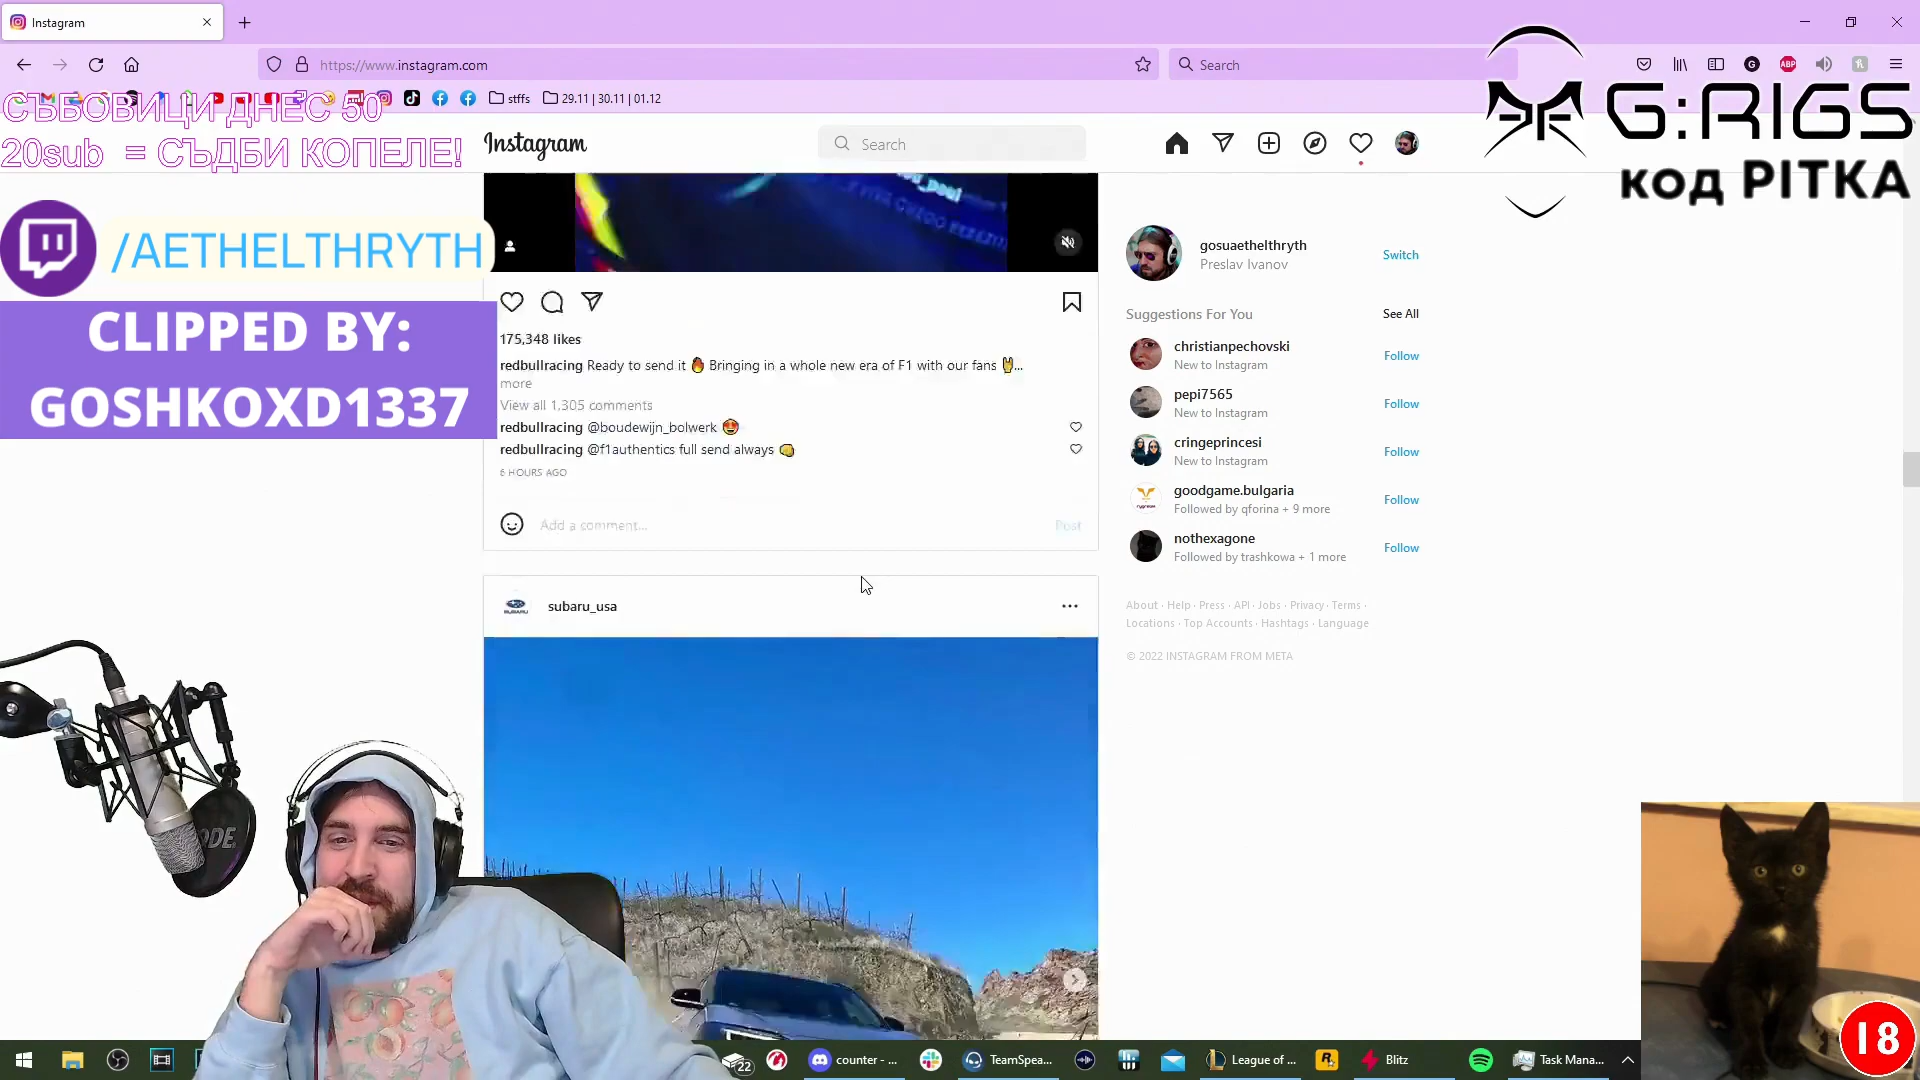 Instagram
https://www.instagram.com
Search
ABP
stffs
29.11 | 30.11 | 01.12
СЪБОВИЦИ ДНЕС 50
20sub = СЪДБИ КОПЕЛЕ!
G:RIGS
код PITKA
Instagram
Search
/AETHELTHRYTH
CLIPPED BY:
GOSHKOXD1337
175,348 likes
redbullracing Ready to send it 🔥 Bringing in a whole new era of F1 with our fans 🤘...
more
View all 1,305 comments
redbullracing @boudewijn_bolwerk 🤩
redbullracing @f1authentics full send always 👊
6 HOURS AGO
Add a comment...
Post
subaru_usa
gosuaethelthryth
Preslav Ivanov
Switch
Suggestions For You
See All
christianpechovski
New to Instagram
Follow
pepi7565
New to Instagram
Follow
cringeprincesi
New to Instagram
Follow
goodgame.bulgaria
Followed by qforina + 9 more
Follow
nothexagone
Followed by trashkowa + 1 more
Follow
About · Help · Press · API · Jobs · Privacy · Terms ·
Locations · Top Accounts · Hashtags · Language
© 2022 INSTAGRAM FROM META
18
22
counter - ...
TeamSpea...
League of ...
Blitz
Task Mana...